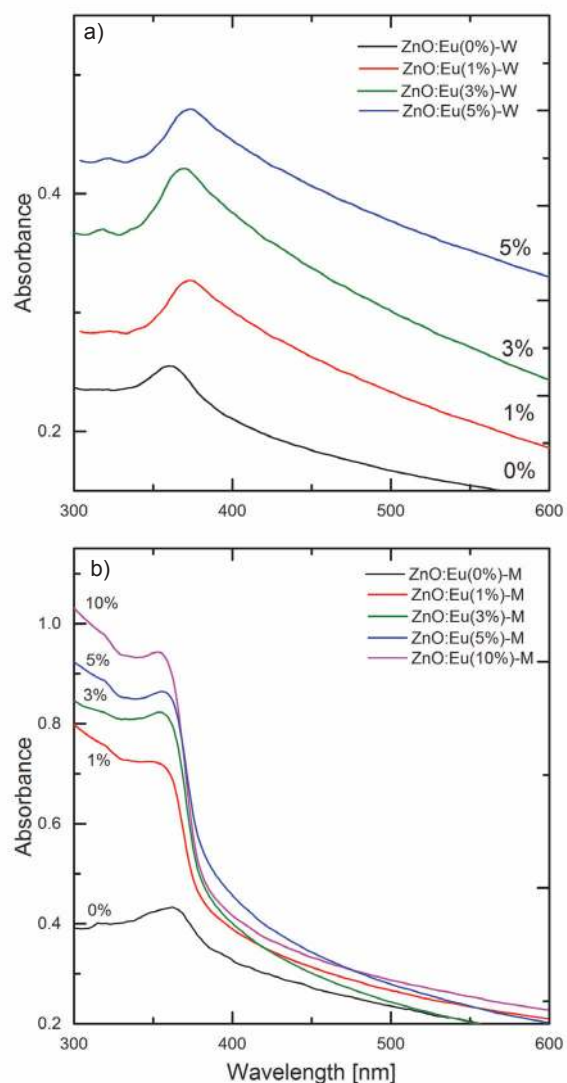 a)
ZnO:Eu(0%)-W
ZnO:Eu(1%)-W
ZnO:Eu(3%)-W
ZnO:Eu(5%)-W
Absorbance
0.4
0.2
5%
3%
1%
0%
300 400 500 600
b)
ZnO:Eu(0%)-M
ZnO:Eu(1%)-M
ZnO:Eu(3%)-M
ZnO:Eu(5%)-M
ZnO:Eu(10%)-M
Absorbance
1.0
0.8
0.6
0.4
0.2
10%
5%
3%
1%
0%
300 400 500 600
Wavelength [nm]